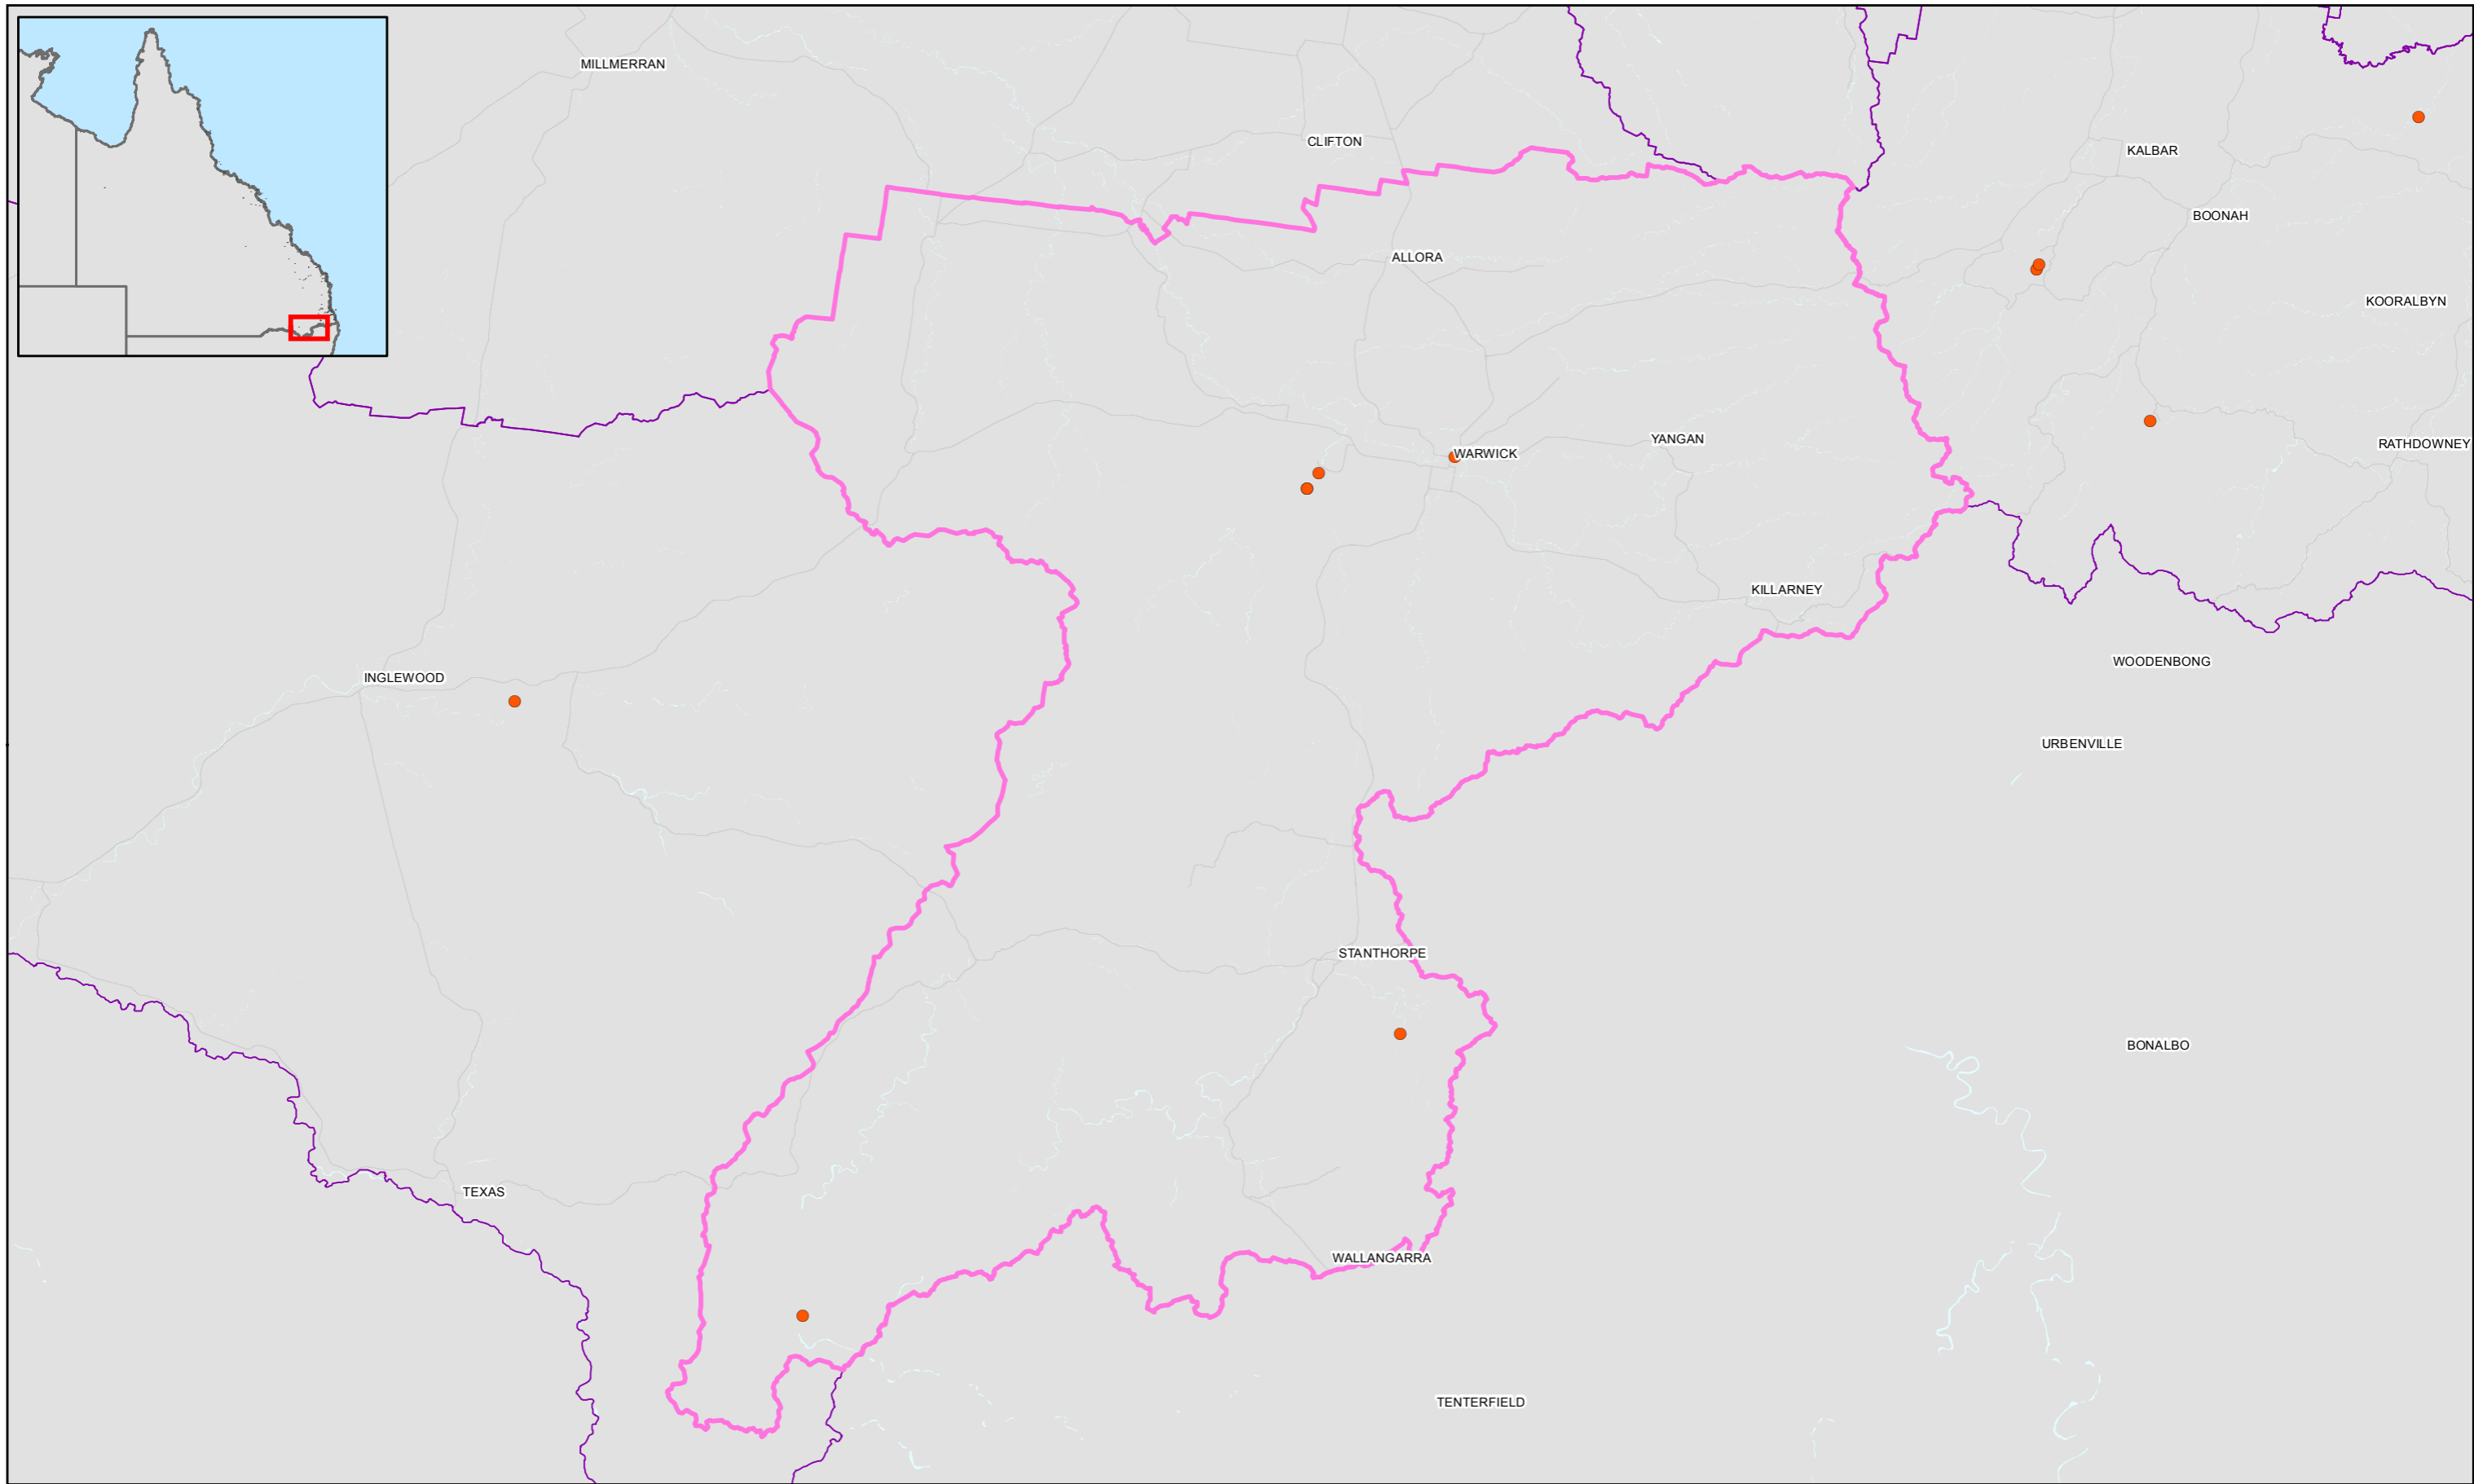 MILLMERRAN
CLIFTON
KALBAR
BOONAH
ALLORA
KOORALBYN
YANGAN
RATHDOWNEY
WARWICK
KILLARNEY
WOODENBONG
INGLEWOOD
URBENVILLE
STANTHORPE
BONALBO
TEXAS
WALLANGARRA
TENTERFIELD